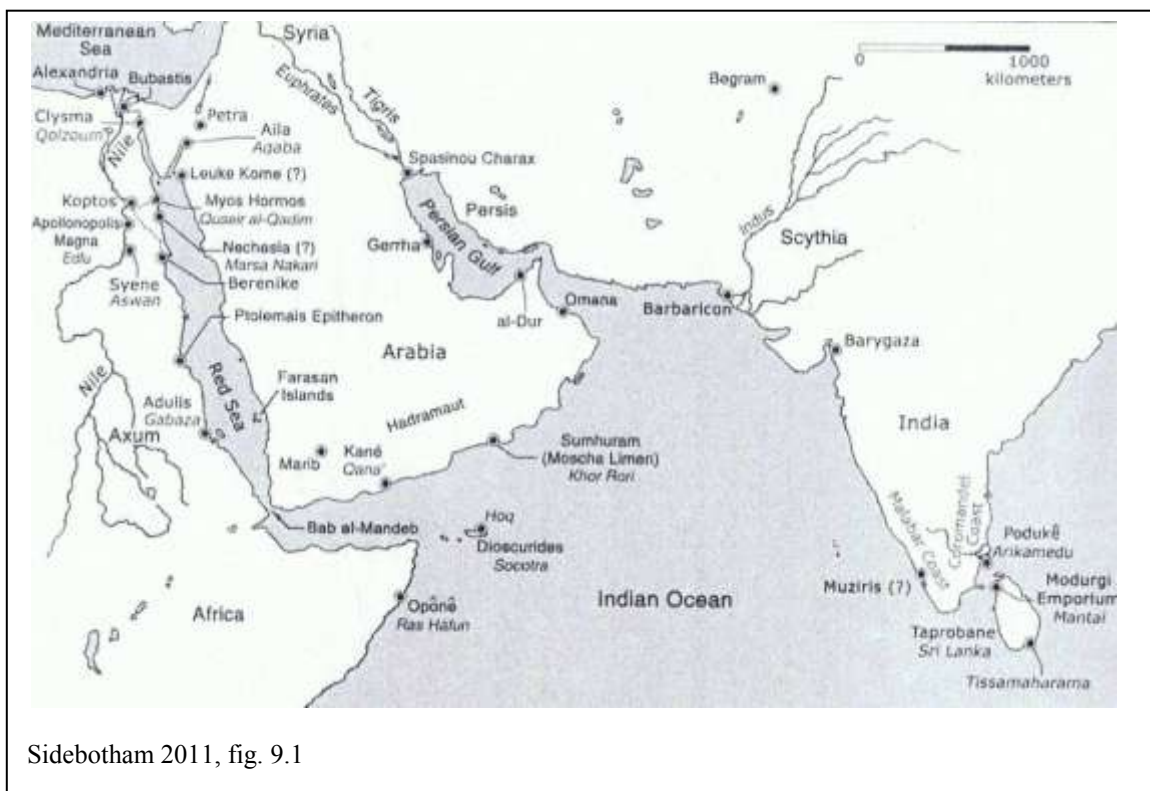 Mediterranean
Sea
Syria
0
1000
kilometers
Alexandria
Bubastis
Begram
Euphrates
Tigris
Clysma
Qolzoum
Nile
Petra
Aila
Aqaba
Spasinou Charax
Leuke Kome (?)
Koptos
Myos Hormos
Quseir al-Qadim
Persis
Indus
Apollonopolis
Magna
Edfu
Nechesia (?)
Marsa Nakari
Gerrha
Persian Gulf
Scythia
Syene
Aswan
Berenike
Omana
Barbaricon
Ptolemais Epitheron
al-Dur
Barygaza
Arabia
Nile
Red Sea
Farasan
Islands
Adulis
Gabaza
Hadramaut
India
Axum
Marib
Kané
Qana'
Sumhuram
(Moscha Limen)
Khor Rori
Malabar Coast
Coromandel
Coast
Bab al-Mandeb
Hoq
Dioscurides
Socotra
Podukê
Arikamedu
Muziris (?)
Modurgi
Emporium
Mantai
Africa
Opônê
Ras Hafun
Indian Ocean
Taprobane
Sri Lanka
Tissamaharama
Sidebotham 2011, fig. 9.1